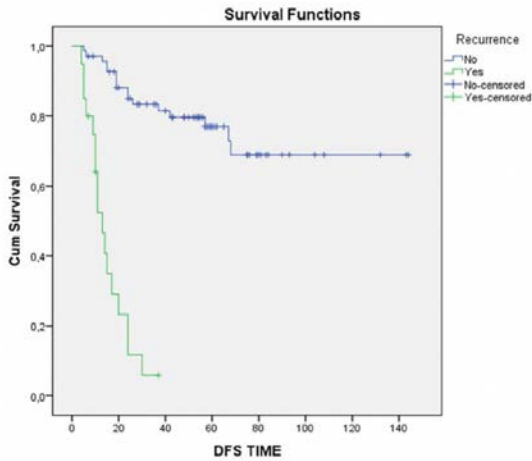 Survival Functions
Recurrence
No
Yes
No-censored
Yes-censored
Cum Survival
1,0
0,8
0,6
0,4
0,2
0,0
0 20 40 60 80 100 120 140
DFS TIME